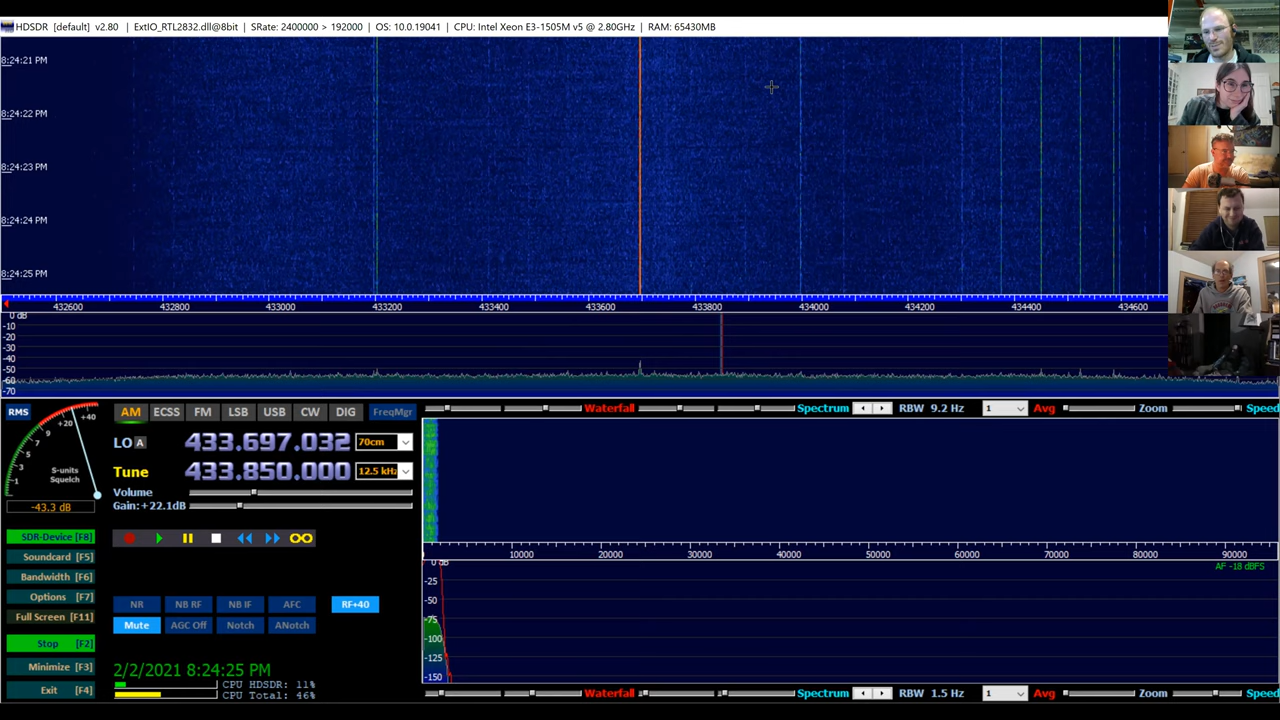 HDSDR [default] v2.80 ExtIO_RTL2832.dll@8bit SRate: 2400000 > 192000 OS: 10.0.19041 CPU: Intel Xeon E3-1505M v5 @ 2.80GHz RAM: 65430MB
8:24:21 PM
8:24:22 PM
8:24:23 PM
8:24:24 PM
8:24:25 PM
432600 432800 433000 433200 433400 433600 433800 434000 434200 434400 434600
0 dB
-10
-20
-30
-40
-50
-60
-70
RMS +20 +40 AM ECSS FM LSB USB CW DIG FreqMgr Waterfall Spectrum RBW 9.2 Hz 1 Avg Zoom Speed
9
7
5
3
1
S-units
Squelch
-43.3 dB
LO A 433.697.032 70cm
Tune 433.850.000 12.5 kHz
Volume
Gain: +22.1dB
SDR-Device [F8]
Soundcard [F5]
Bandwidth [F6]
Options [F7]
Full Screen [F11]
Stop [F2]
Minimize [F3]
Exit [F4]
NR NB RF NB IF AFC RF+40
Mute AGC Off Notch ANotch
2/2/2021 8:24:25 PM
CPU HDSDR: 11%
CPU Total: 46%
10000 20000 30000 40000 50000 60000 70000 80000 90000
0 dB AF -18 dBFS
-25
-50
-75
-100
-125
-150
Waterfall Spectrum RBW 1.5 Hz 1 Avg Zoom Speed